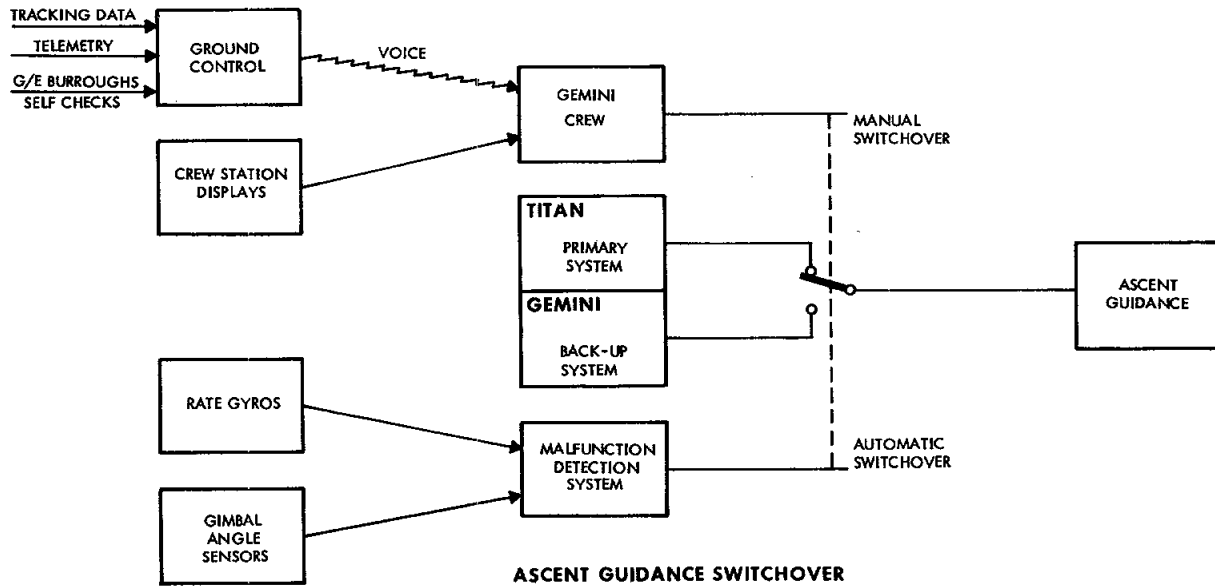 TRACKING DATA
TELEMETRY
G/E BURROUGHS
SELF CHECKS
GROUND
CONTROL
VOICE
GEMINI
CREW
MANUAL
SWITCHOVER
CREW STATION
DISPLAYS
TITAN
PRIMARY
SYSTEM
GEMINI
BACK-UP
SYSTEM
ASCENT
GUIDANCE
RATE GYROS
MALFUNCTION
DETECTION
SYSTEM
AUTOMATIC
SWITCHOVER
GIMBAL
ANGLE
SENSORS
ASCENT GUIDANCE SWITCHOVER